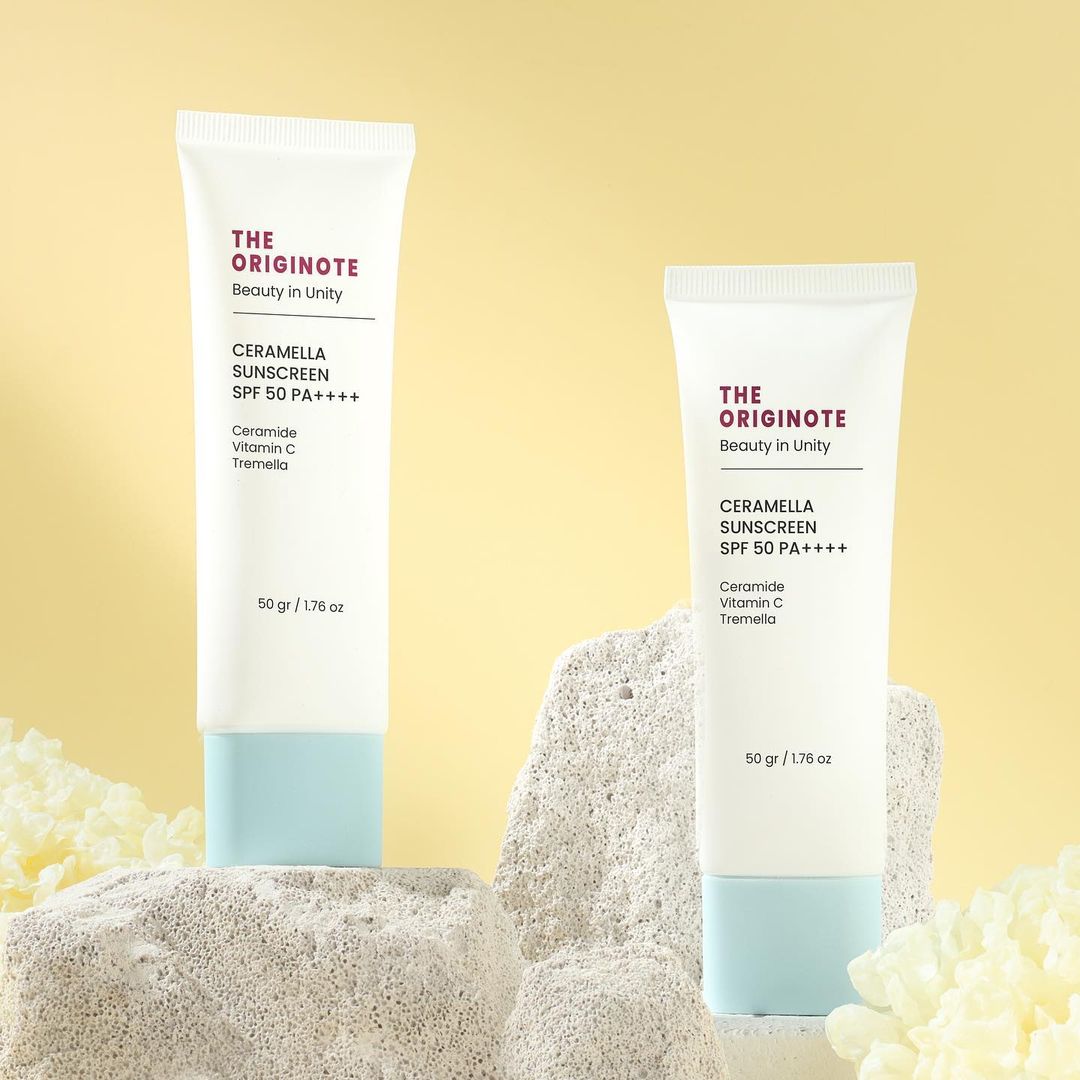 THE
ORIGINOTE
Beauty in Unity
CERAMELLA
SUNSCREEN
SPF 50 PA++++
Ceramide
Vitamin C
Tremella
50 gr / 1.76 oz
THE
ORIGINOTE
Beauty in Unity
CERAMELLA
SUNSCREEN
SPF 50 PA++++
Ceramide
Vitamin C
Tremella
50 gr / 1.76 oz